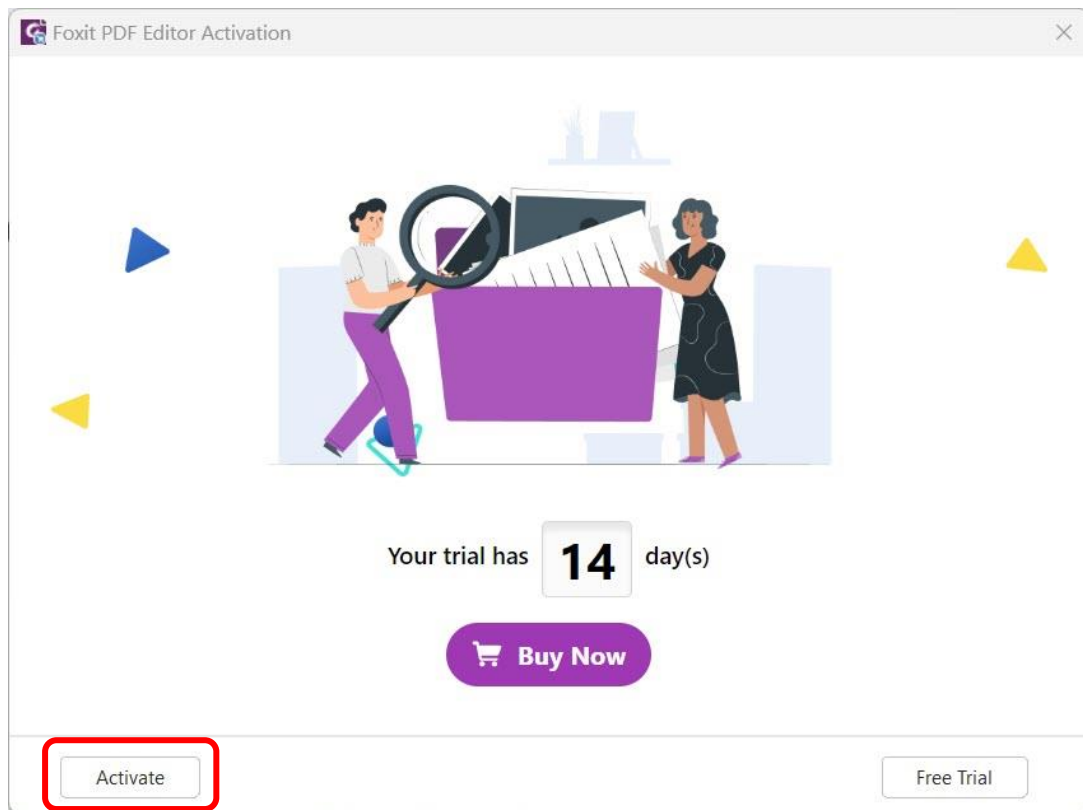 Foxit PDF Editor Activation
Your trial has 14 day(s)
Buy Now
Activate
Free Trial